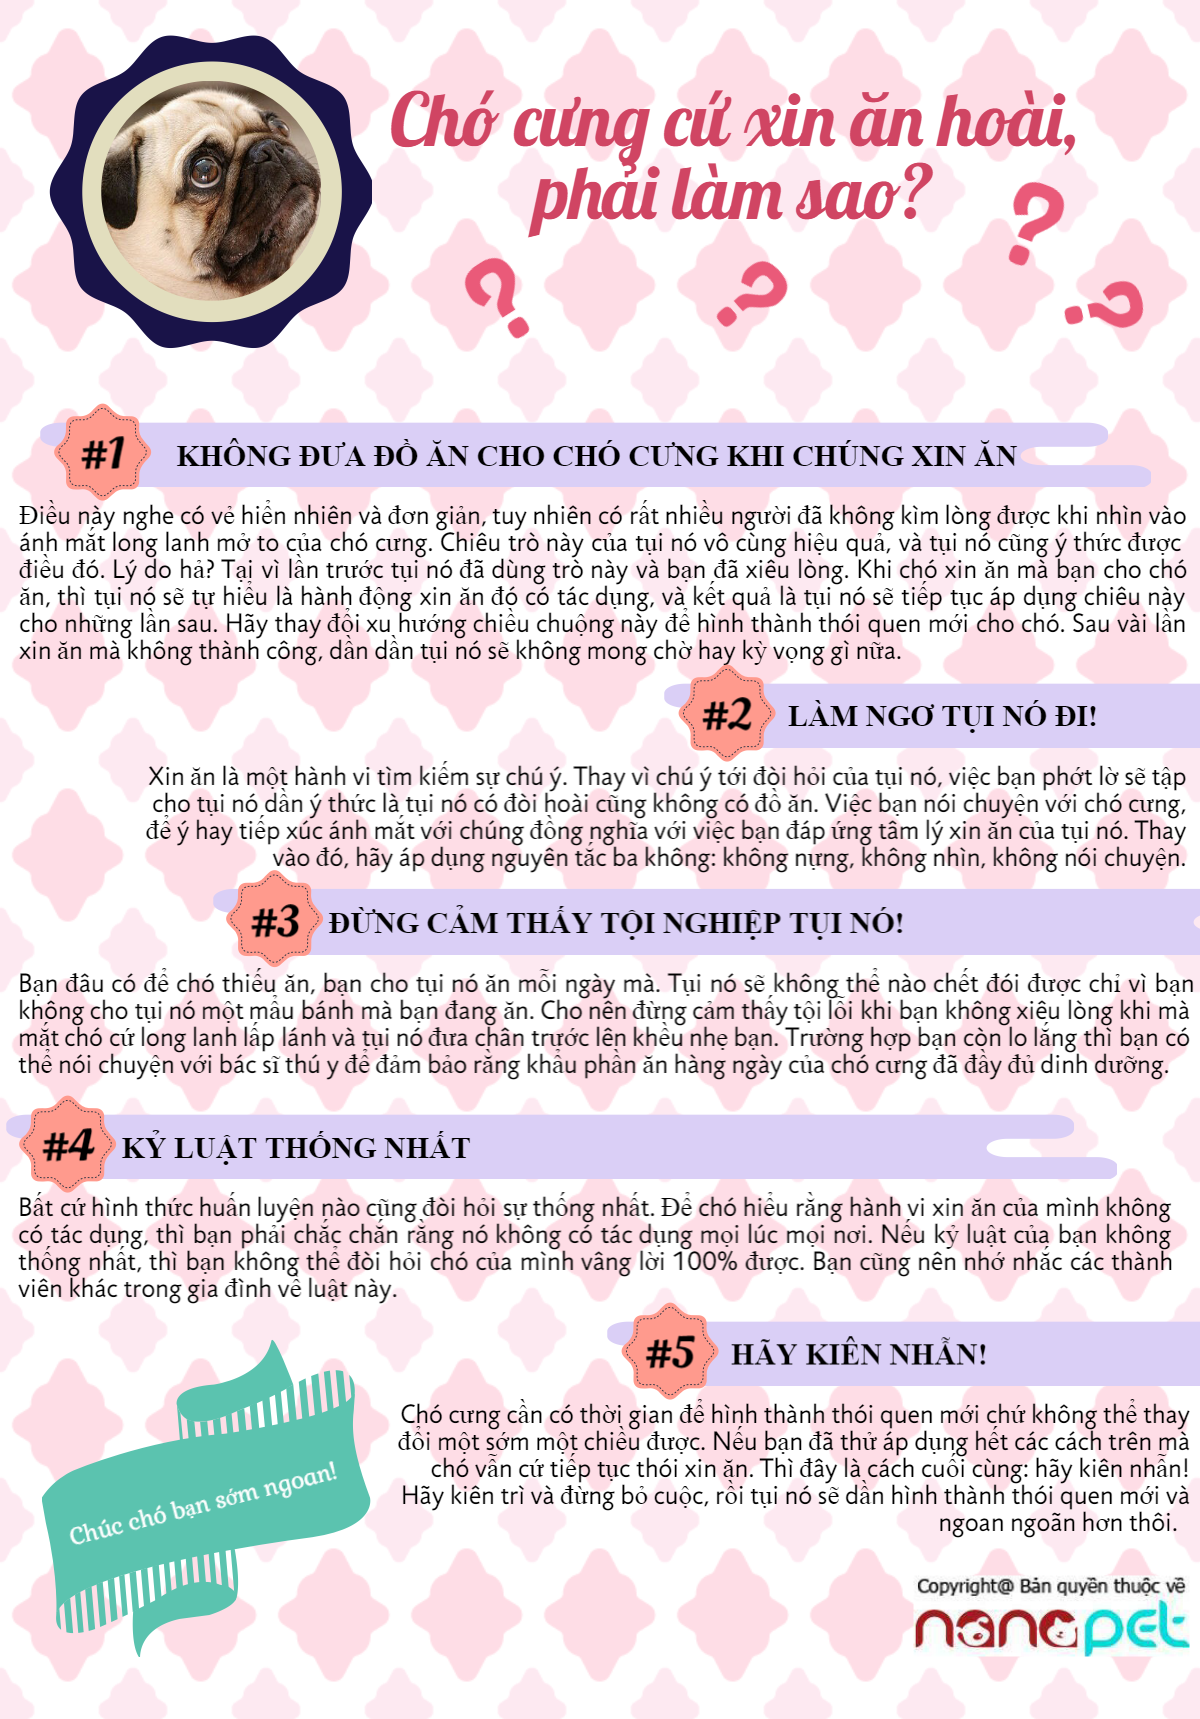 Chó cưng cứ xin ăn hoài,
phải làm sao?
#1 KHÔNG ĐƯA ĐỒ ĂN CHO CHÓ CƯNG KHI CHÚNG XIN ĂN
Điều này nghe có vẻ hiển nhiên và đơn giản, tuy nhiên có rất nhiều người đã không kìm lòng được khi nhìn vào
ánh mắt long lanh mở to của chó cưng. Chiêu trò này của tụi nó vô cùng hiệu quả, và tụi nó cũng ý thức được
điều đó. Lý do hả? Tại vì lần trước tụi nó đã dùng trò này và bạn đã xiêu lòng. Khi chó xin ăn mà bạn cho chó
ăn, thì tụi nó sẽ tự hiểu là hành động xin ăn đó có tác dụng, và kết quả là tụi nó sẽ tiếp tục áp dụng chiêu này
cho những lần sau. Hãy thay đổi xu hướng chiều chuộng này để hình thành thói quen mới cho chó. Sau vài lần
xin ăn mà không thành công, dần dần tụi nó sẽ không mong chờ hay kỳ vọng gì nữa.
#2 LÀM NGƠ TỤI NÓ ĐI!
Xin ăn là một hành vi tìm kiếm sự chú ý. Thay vì chú ý tới đòi hỏi của tụi nó, việc bạn phớt lờ sẽ tập
cho tụi nó dần ý thức là tụi nó có đòi hoài cũng không có đồ ăn. Việc bạn nói chuyện với chó cưng,
để ý hay tiếp xúc ánh mắt với chúng đồng nghĩa với việc bạn đáp ứng tâm lý xin ăn của tụi nó. Thay
vào đó, hãy áp dụng nguyên tắc ba không: không nựng, không nhìn, không nói chuyện.
#3 ĐỪNG CẢM THẤY TỘI NGHIỆP TỤI NÓ!
Bạn đâu có để chó thiếu ăn, bạn cho tụi nó ăn mỗi ngày mà. Tụi nó sẽ không thể nào chết đói được chỉ vì bạn
không cho tụi nó một mẩu bánh mà bạn đang ăn. Cho nên đừng cảm thấy tội lỗi khi bạn không xiêu lòng khi mà
mắt chó cứ long lanh lấp lánh và tụi nó đưa chân trước lên khều nhẹ bạn. Trường hợp bạn còn lo lắng thì bạn có
thể nói chuyện với bác sĩ thú y để đảm bảo rằng khẩu phần ăn hàng ngày của chó cưng đã đầy đủ dinh dưỡng.
#4 KỶ LUẬT THỐNG NHẤT
Bất cứ hình thức huấn luyện nào cũng đòi hỏi sự thống nhất. Để chó hiểu rằng hành vi xin ăn của mình không
có tác dụng, thì bạn phải chắc chắn rằng nó không có tác dụng mọi lúc mọi nơi. Nếu kỷ luật của bạn không
thống nhất, thì bạn không thể đòi hỏi chó của mình vâng lời 100% được. Bạn cũng nên nhớ nhắc các thành
viên khác trong gia đình về luật này.
#5 HÃY KIÊN NHẪN!
Chó cưng cần có thời gian để hình thành thói quen mới chứ không thể thay
đổi một sớm một chiều được. Nếu bạn đã thử áp dụng hết các cách trên mà
chó vẫn cứ tiếp tục thói xin ăn. Thì đây là cách cuối cùng: hãy kiên nhẫn!
Hãy kiên trì và đừng bỏ cuộc, rồi tụi nó sẽ dần hình thành thói quen mới và
ngoan ngoãn hơn thôi.
Chúc chó bạn sớm ngoan!
Copyright@ Bản quyền thuộc về
nanopet